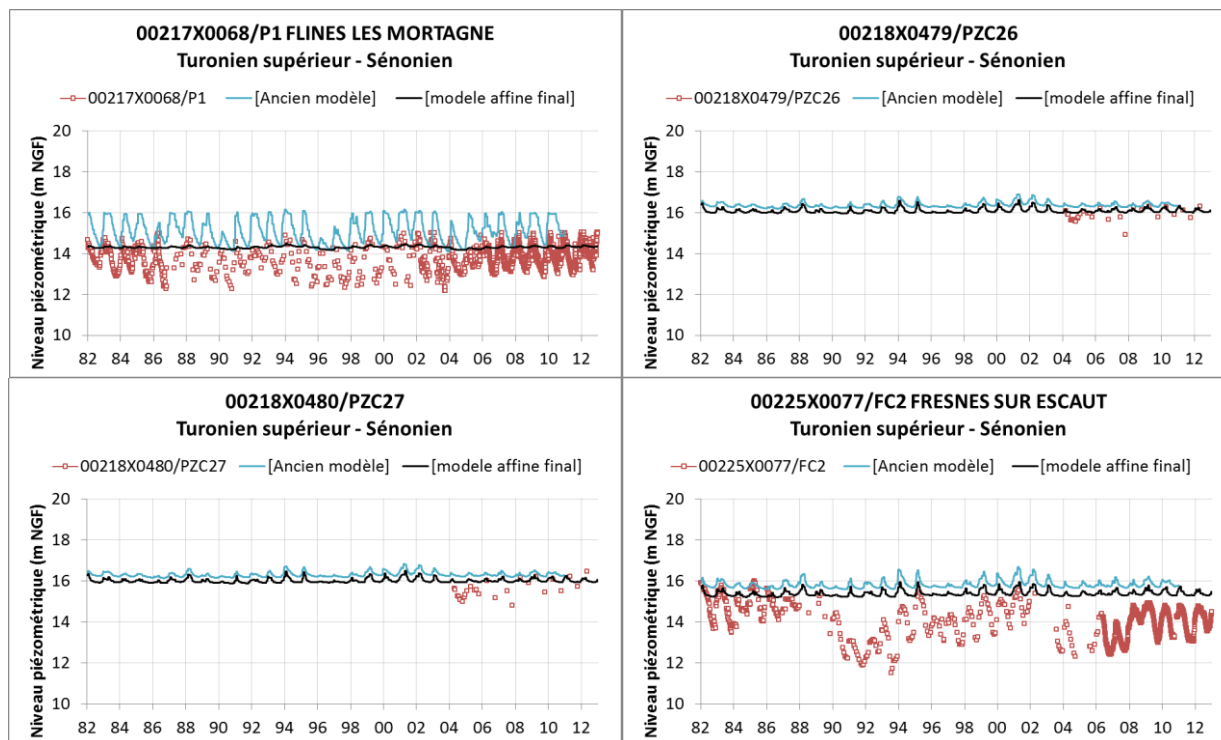 00217X0068/P1 FLINES LES MORTAGNE
Turonien supérieur - Sénonien
00217X0068/P1 [Ancien modèle] [modele affine final]
Niveau piézométrique (m NGF)
20
18
16
14
12
10
82 84 86 88 90 92 94 96 98 00 02 04 06 08 10 12
00218X0479/PZC26
Turonien supérieur - Sénonien
00218X0479/PZC26 [Ancien modèle] [modele affine final]
Niveau piézométrique (m NGF)
20
18
16
14
12
10
82 84 86 88 90 92 94 96 98 00 02 04 06 08 10 12
00218X0480/PZC27
Turonien supérieur - Sénonien
00218X0480/PZC27 [Ancien modèle] [modele affine final]
Niveau piézométrique (m NGF)
20
18
16
14
12
10
82 84 86 88 90 92 94 96 98 00 02 04 06 08 10 12
00225X0077/FC2 FRESNES SUR ESCAUT
Turonien supérieur - Sénonien
00225X0077/FC2 [Ancien modèle] [modele affine final]
Niveau piézométrique (m NGF)
20
18
16
14
12
10
82 84 86 88 90 92 94 96 98 00 02 04 06 08 10 12